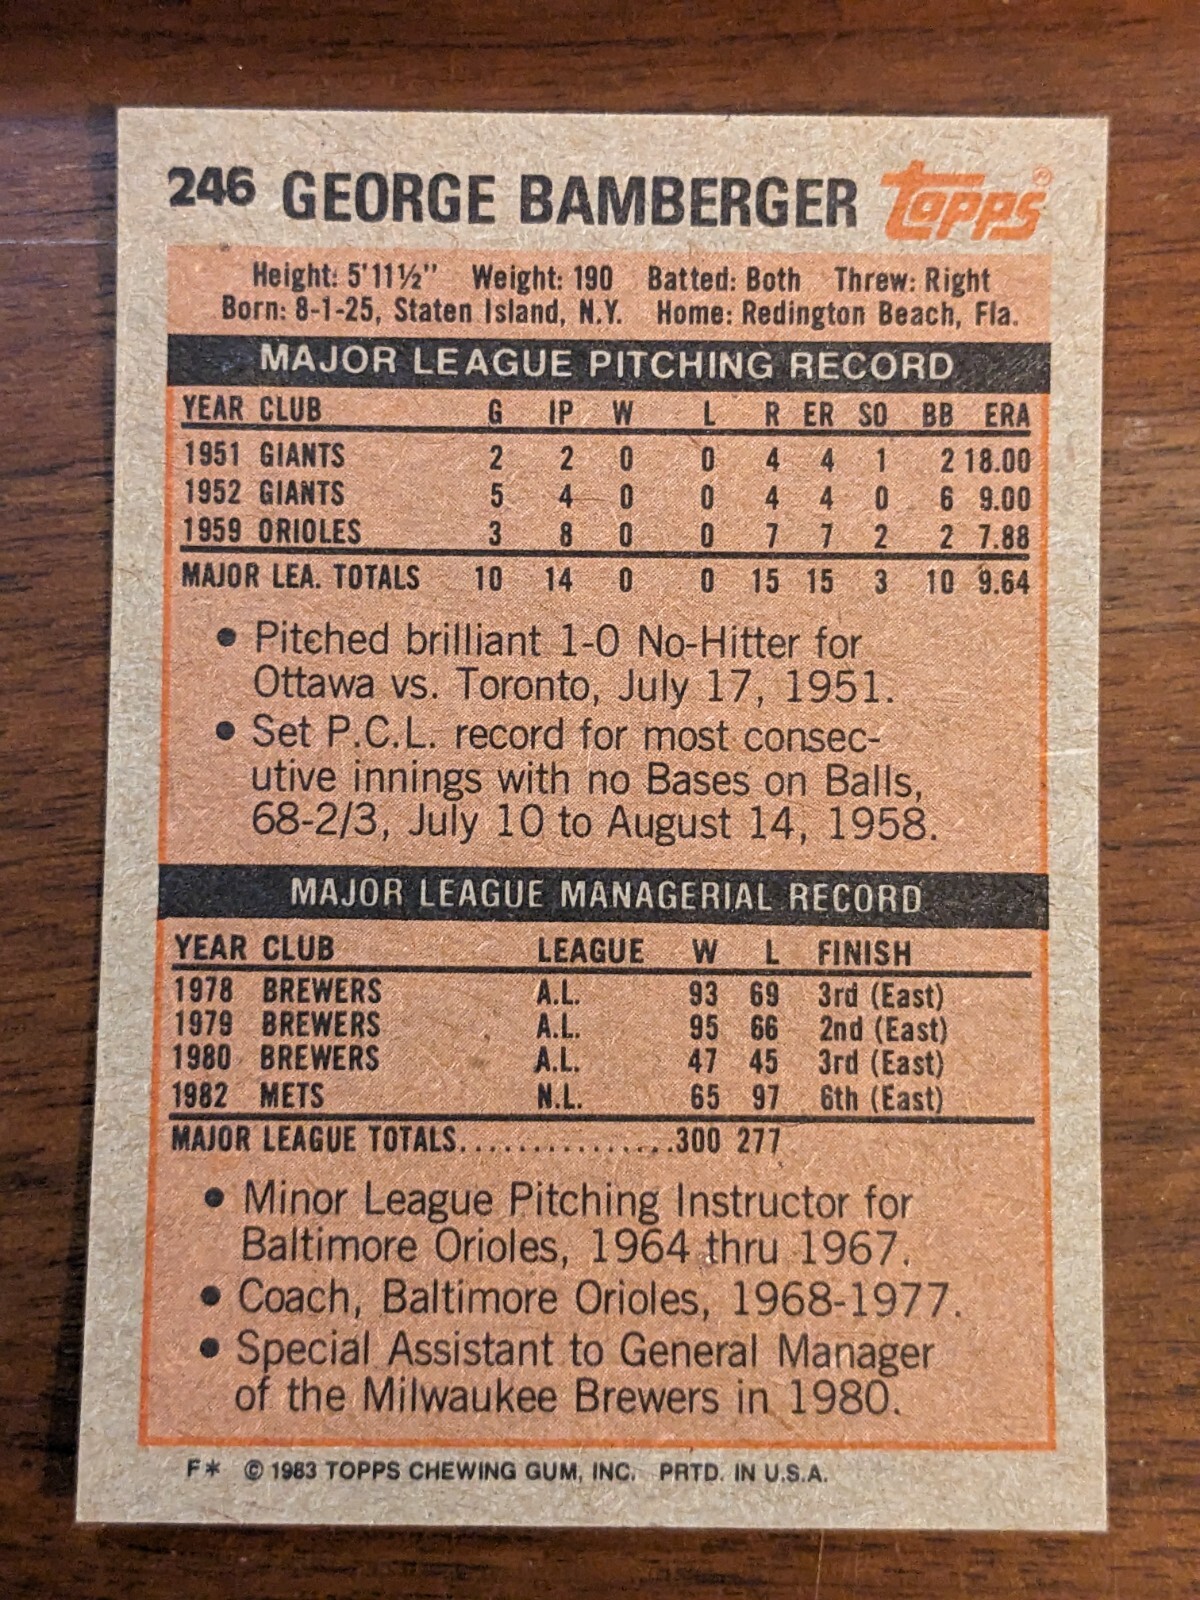 246 GEORGE BAMBERGER Topps®
Height: 5'11½" Weight: 190 Batted: Both Threw: Right
Born: 8-1-25, Staten Island, N.Y. Home: Redington Beach, Fla.
MAJOR LEAGUE PITCHING RECORD
YEAR CLUB G IP W L R ER SO BB ERA
1951 GIANTS 2 2 0 0 4 4 1 2 18.00
1952 GIANTS 5 4 0 0 4 4 0 6 9.00
1959 ORIOLES 3 8 0 0 7 7 2 2 7.88
MAJOR LEA. TOTALS 10 14 0 0 15 15 3 10 9.64
• Pitched brilliant 1-0 No-Hitter for
Ottawa vs. Toronto, July 17, 1951.
• Set P.C.L. record for most consec-
utive innings with no Bases on Balls,
68-2/3, July 10 to August 14, 1958.
MAJOR LEAGUE MANAGERIAL RECORD
YEAR CLUB LEAGUE W L FINISH
1978 BREWERS A.L. 93 69 3rd (East)
1979 BREWERS A.L. 95 66 2nd (East)
1980 BREWERS A.L. 47 45 3rd (East)
1982 METS N.L. 65 97 6th (East)
MAJOR LEAGUE TOTALS................300 277
• Minor League Pitching Instructor for
Baltimore Orioles, 1964 thru 1967.
• Coach, Baltimore Orioles, 1968-1977.
• Special Assistant to General Manager
of the Milwaukee Brewers in 1980.
F* © 1983 TOPPS CHEWING GUM, INC. PRTD. IN U.S.A.